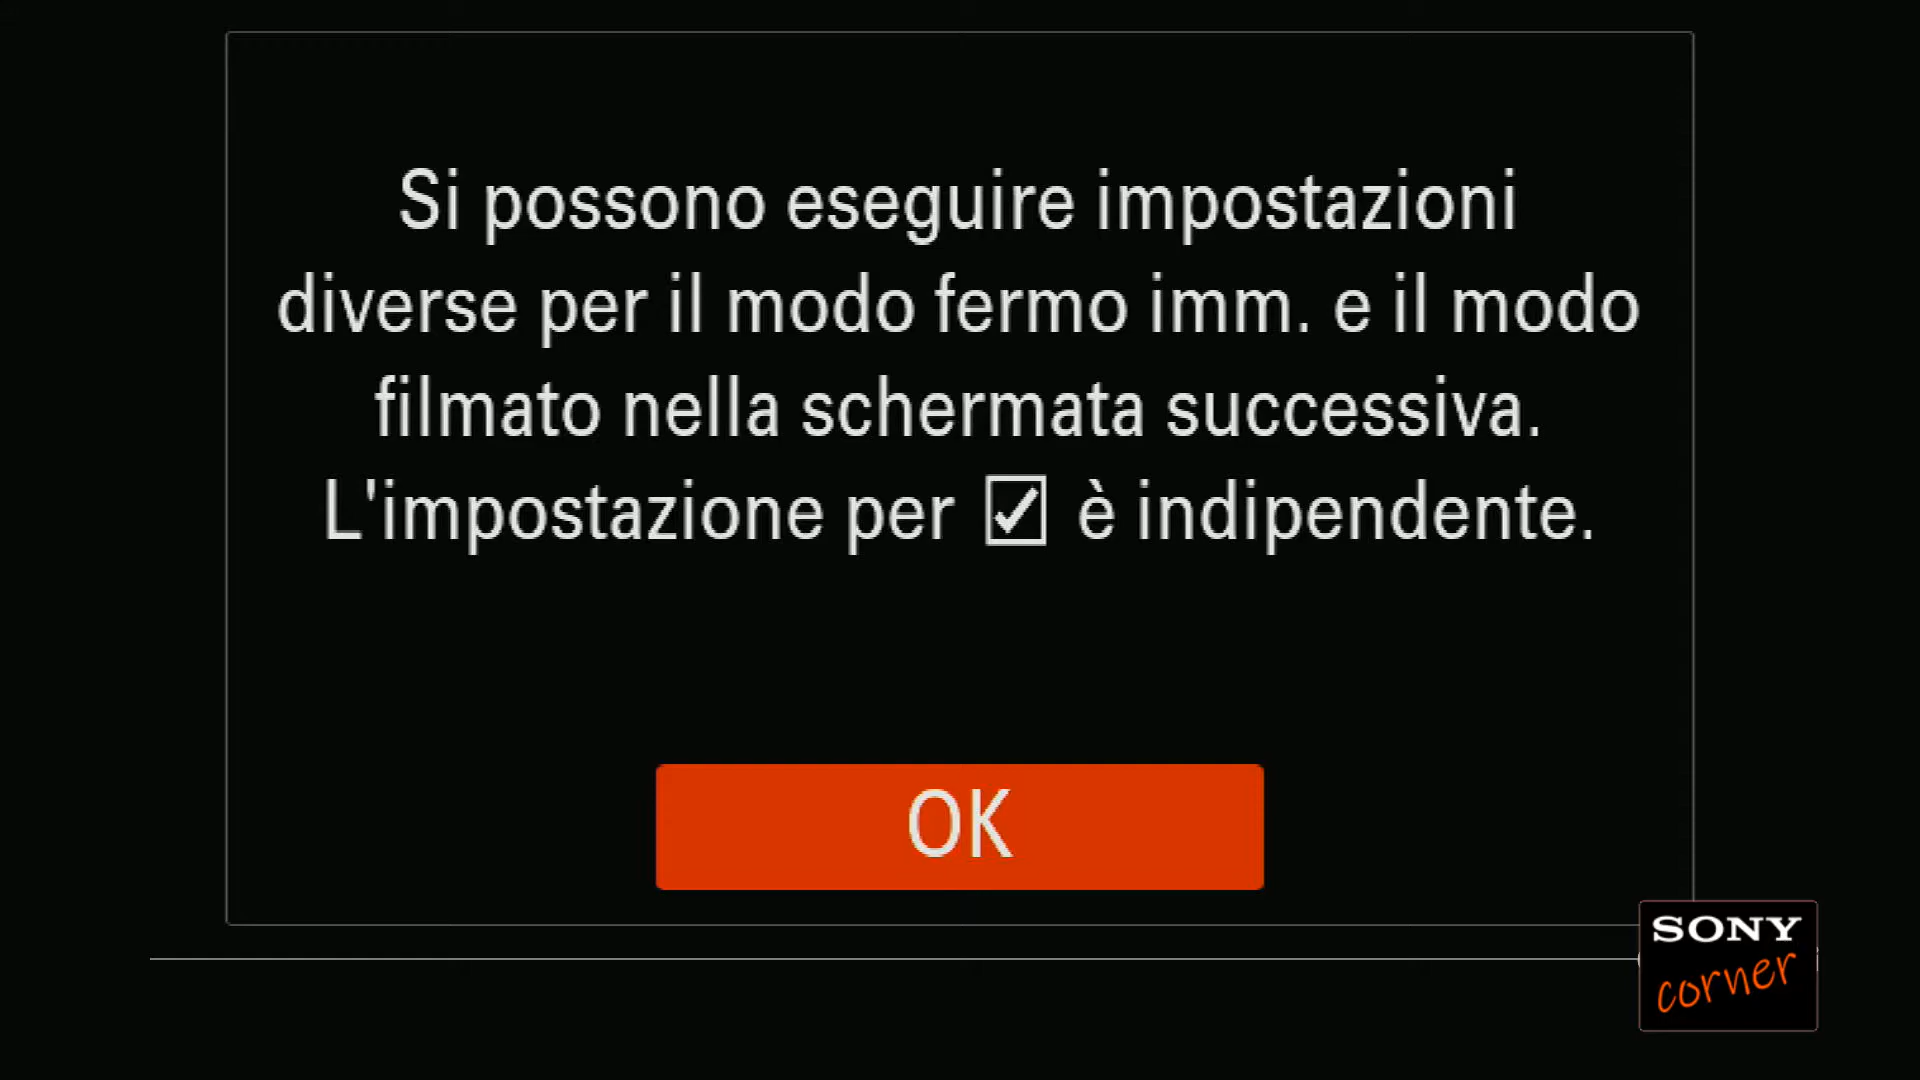 Si possono eseguire impostazioni
diverse per il modo fermo imm. e il modo
filmato nella schermata successiva.
L'impostazione per ☑ è indipendente.
OK
SONY
corner